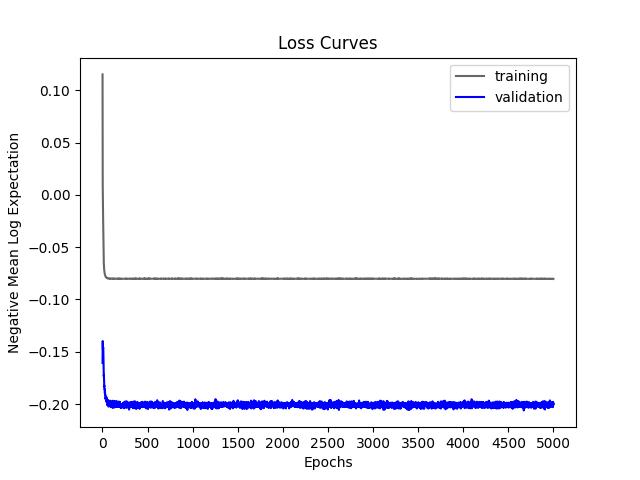 Loss Curves
training
validation
Negative Mean Log Expectation
0.10
0.05
0.00
−0.05
−0.10
−0.15
−0.20
0 500 1000 1500 2000 2500 3000 3500 4000 4500 5000
Epochs